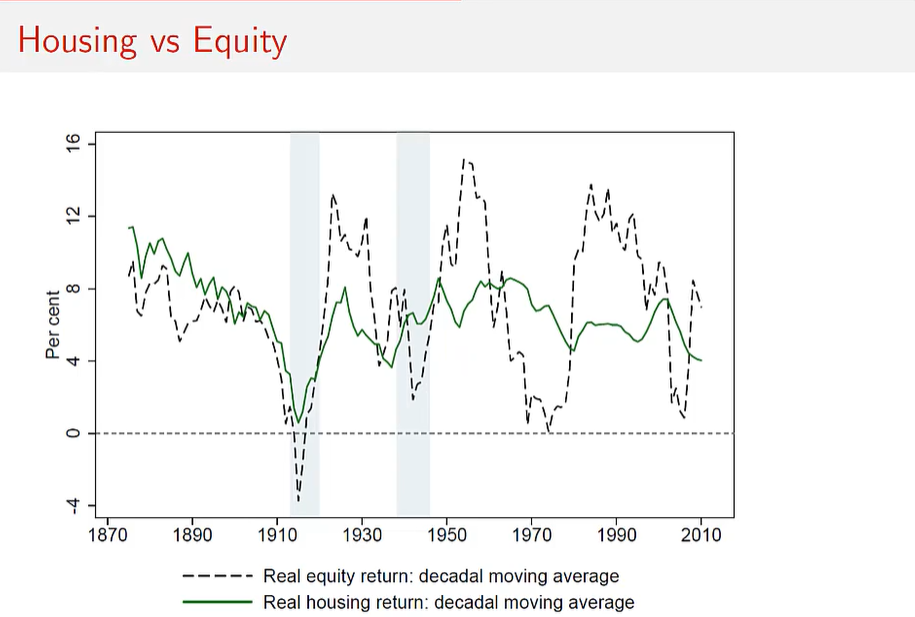 Housing vs Equity
16
12
8
4
0
-4
Per cent
1870 1890 1910 1930 1950 1970 1990 2010
Real equity return: decadal moving average
Real housing return: decadal moving average